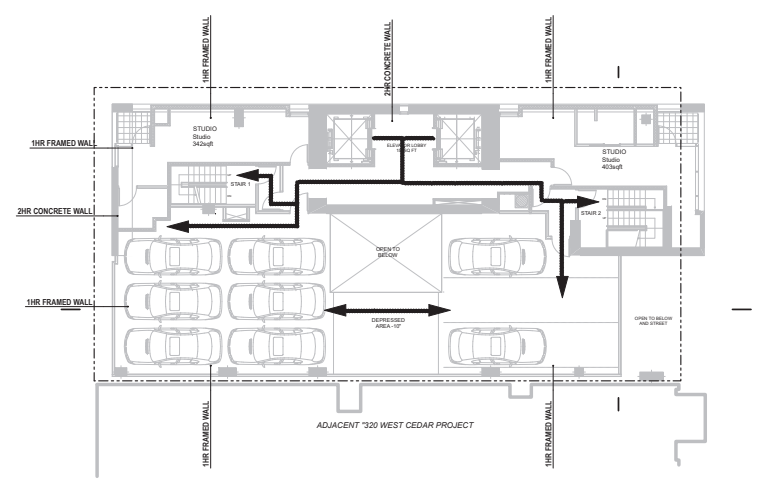 1HR FRAMED WALL
2HR CONCRETE WALL
1HR FRAMED WALL
STUDIO
Studio
342sqft
1HR FRAMED WALL
ELEVATOR LOBBY
SQ FT
STUDIO
Studio
403sqft
STAIR 1
STAIR 2
2HR CONCRETE WALL
OPEN TO
BELOW
1HR FRAMED WALL
DEPRESSED
AREA -10"
OPEN TO BELOW
AND STREET
1HR FRAMED WALL
1HR FRAMED WALL
ADJACENT "320 WEST CEDAR PROJECT